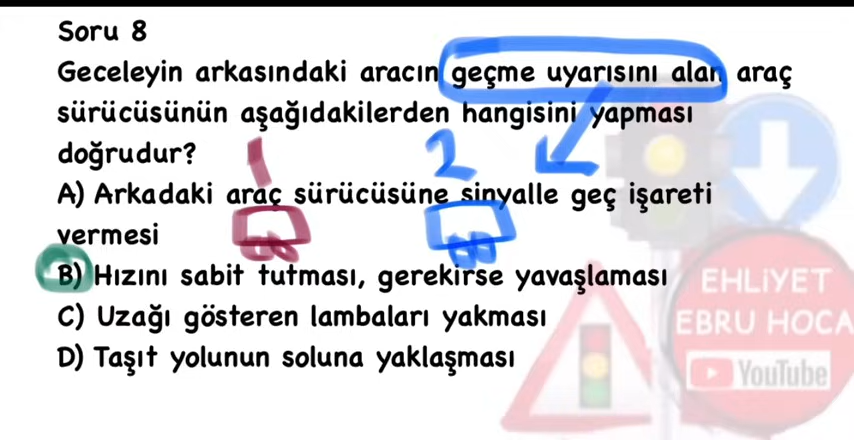 Soru 8
Geceleyin arkasındaki aracın geçme uyarısını alan araç
sürücüsünün aşağıdakilerden hangisini yapması
doğrudur?
1 2
A) Arkadaki araç sürücüsüne sinyalle geç işareti
vermesi
B) Hızını sabit tutması, gerekirse yavaşlaması
C) Uzağı gösteren lambaları yakması
D) Taşıt yolunun soluna yaklaşması
EHLİYET
EBRU HOCA
YouTube